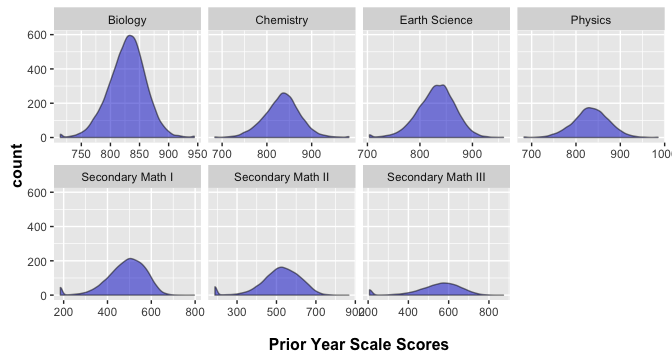 Biology Chemistry Earth Science Physics
600
400
200
0
750 800 850 900 950 700 800 900 700 800 900 700 800 900 1000
count
Secondary Math I Secondary Math II Secondary Math III
600
400
200
0
200 400 600 800 300 500 700 900 200 400 600 800
Prior Year Scale Scores